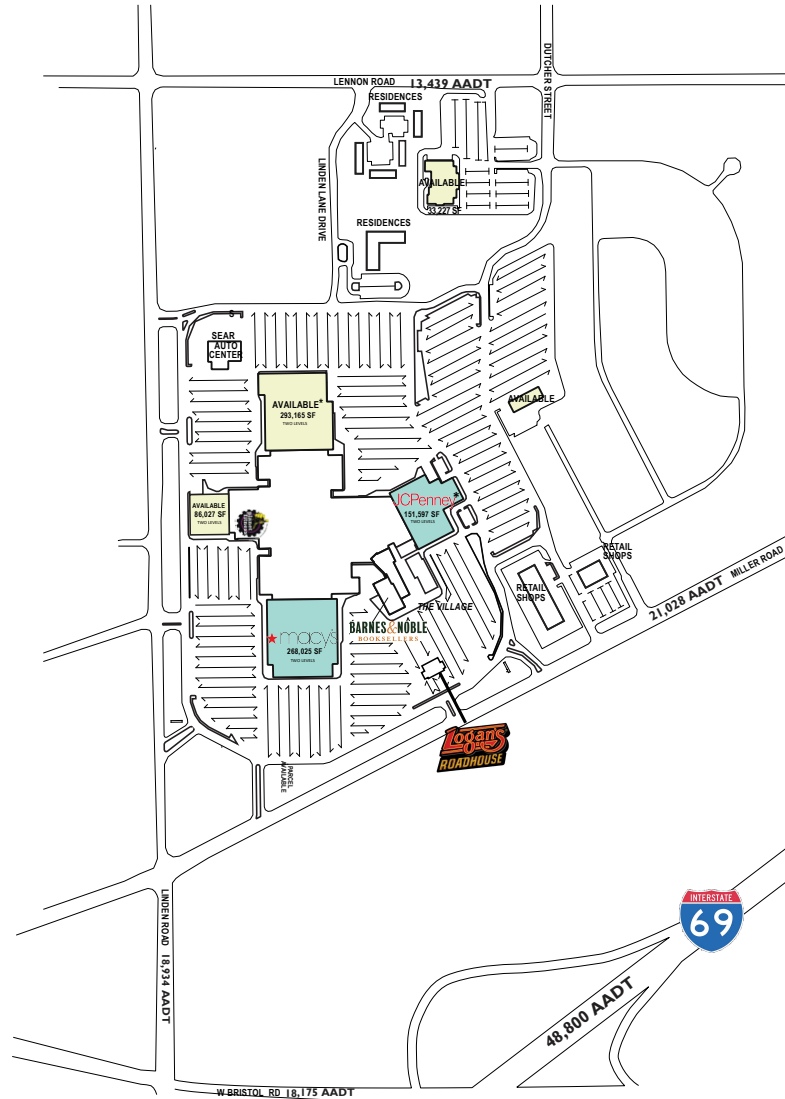 DUTCHER STREET
LENNON ROAD 13,439 AADT
RESIDENCES
LINDEN LANE DRIVE
AVAILABLE
33,227 SF
RESIDENCES
S
SEAR
AUTO
CENTER
AVAILABLE*
293,165 SF
TWO LEVELS
AVAILABLE
AVAILABLE
86,027 SF
TWO LEVELS
JCPenney*
151,597 SF
TWO LEVELS
RETAIL
SHOPS
RETAIL
SHOPS
21,028 AADT MILLER ROAD
THE VILLAGE
BARNES&NOBLE
BOOKSELLERS
macy's
268,025 SF
TWO LEVELS
Logan's
ROADHOUSE
PARCEL
AVAILABLE
INTERSTATE
69
LINDEN ROAD 18,934 AADT
48,800 AADT
W BRISTOL RD 18,175 AADT